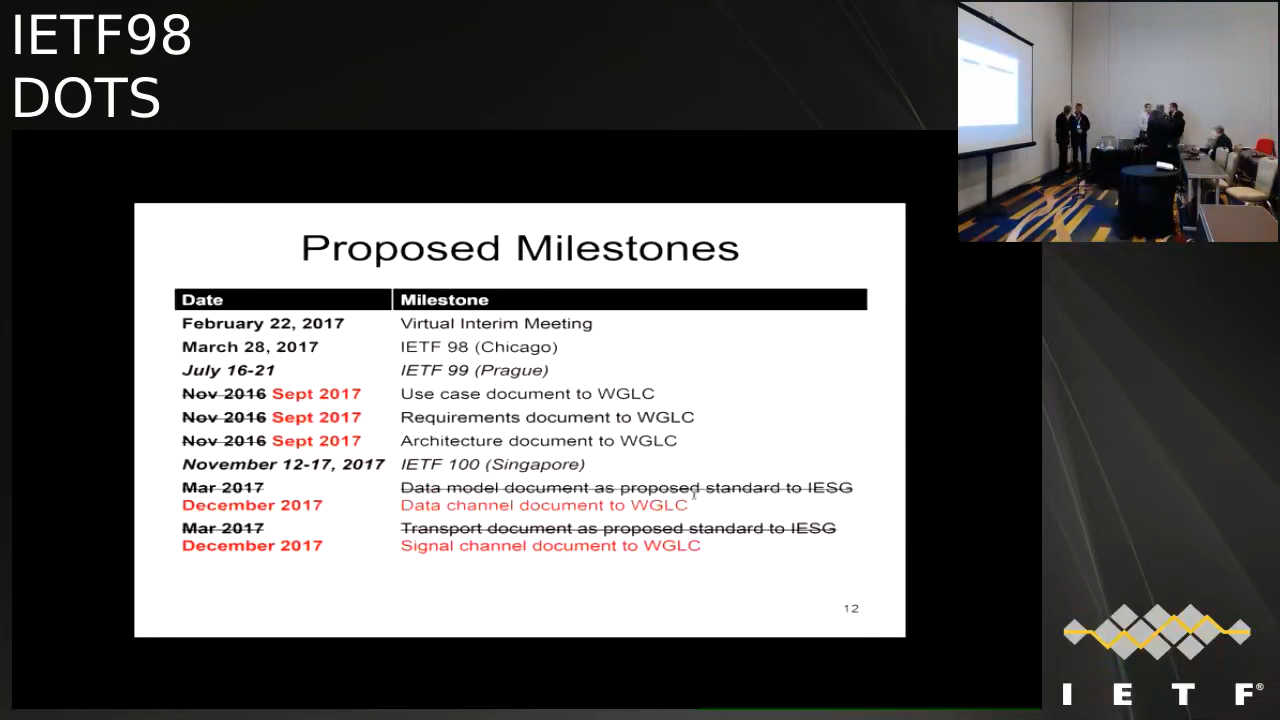 IETF98
DOTS
Proposed Milestones
Date Milestone
February 22, 2017 Virtual Interim Meeting
March 28, 2017 IETF 98 (Chicago)
July 16-21 IETF 99 (Prague)
Nov 2016 Sept 2017 Use case document to WGLC
Nov 2016 Sept 2017 Requirements document to WGLC
Nov 2016 Sept 2017 Architecture document to WGLC
November 12-17, 2017 IETF 100 (Singapore)
Mar 2017 Data model document as proposed standard to IESG
December 2017 Data channel document to WGLC
Mar 2017 Transport document as proposed standard to IESG
December 2017 Signal channel document to WGLC
12
I E T F®